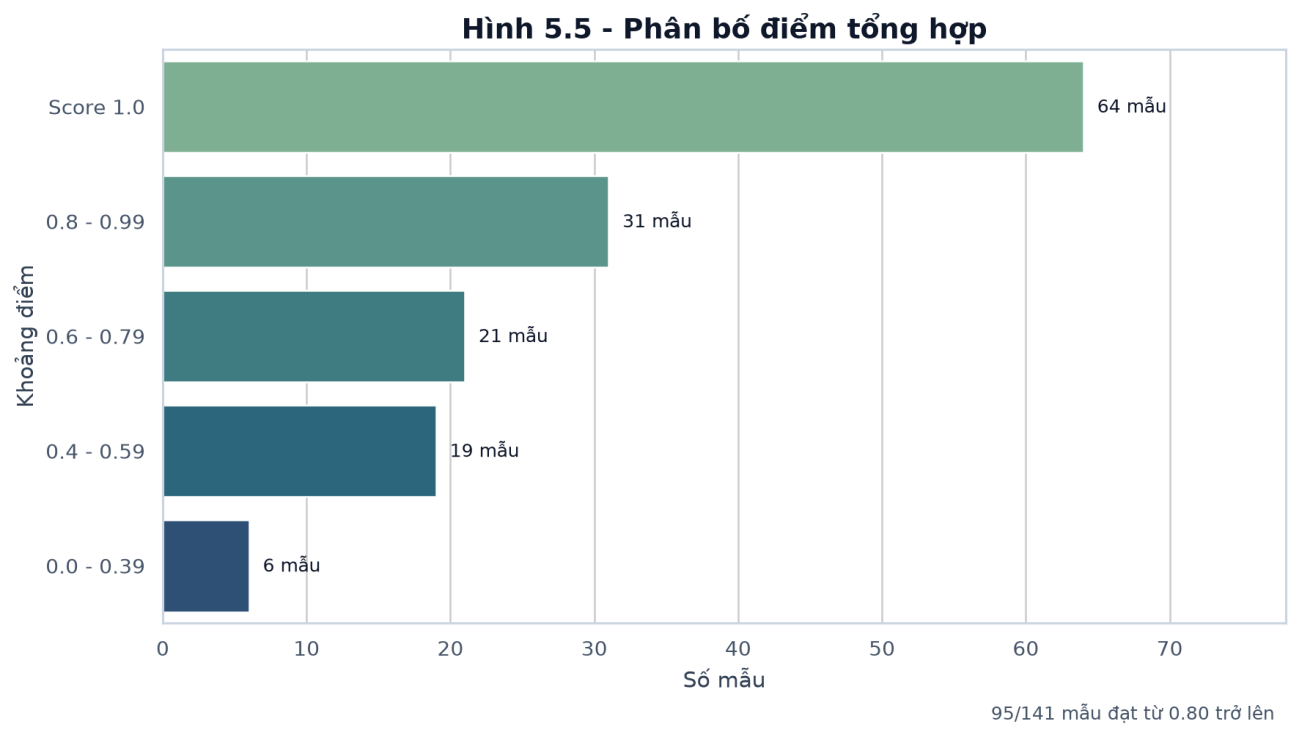 Hình 5.5 - Phân bố điểm tổng hợp
Score 1.0
64 mẫu
0.8 - 0.99
31 mẫu
Khoảng điểm
0.6 - 0.79
21 mẫu
0.4 - 0.59
19 mẫu
0.0 - 0.39
6 mẫu
0 10 20 30 40 50 60 70
Số mẫu
95/141 mẫu đạt từ 0.80 trở lên